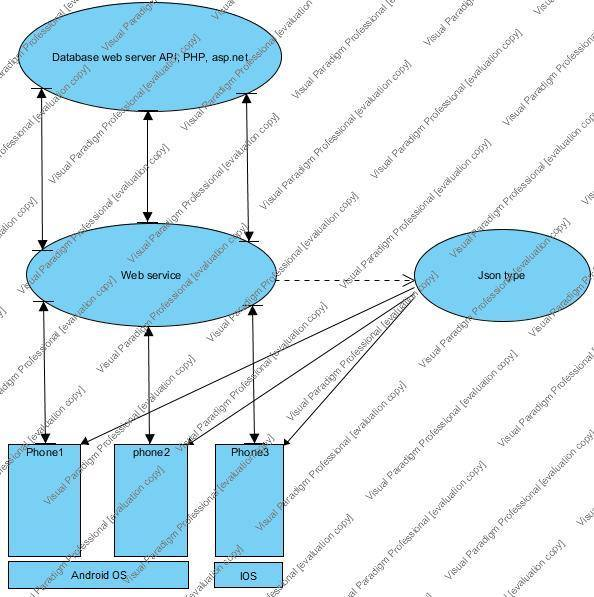 Database web server API, PHP, asp.net
Web service
Json type
Phone1
phone2
Phone3
Android OS
IOS
Visual Paradigm Professional [evaluation copy]